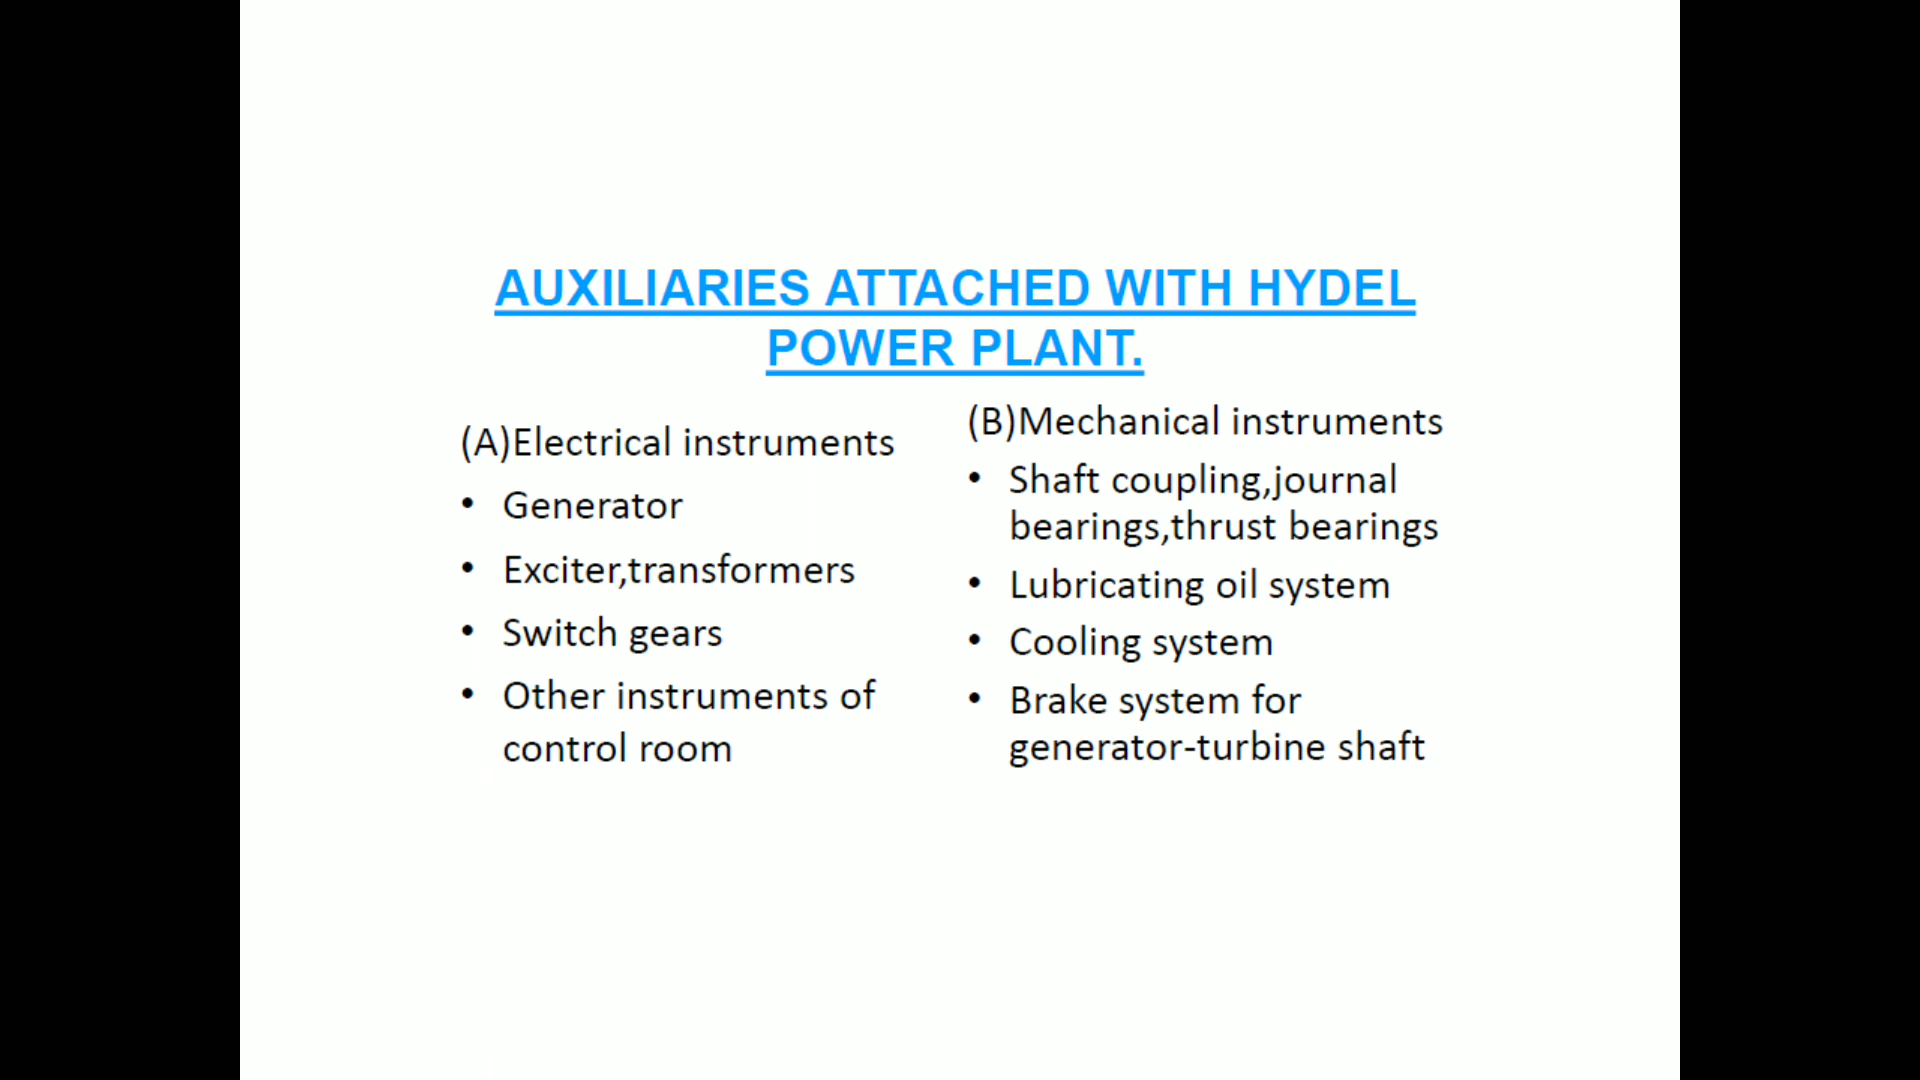 AUXILIARIES ATTACHED WITH HYDEL
POWER PLANT.
(A)Electrical instruments
• Generator
• Exciter,transformers
• Switch gears
• Other instruments of
control room
(B)Mechanical instruments
• Shaft coupling,journal
bearings,thrust bearings
• Lubricating oil system
• Cooling system
• Brake system for
generator-turbine shaft